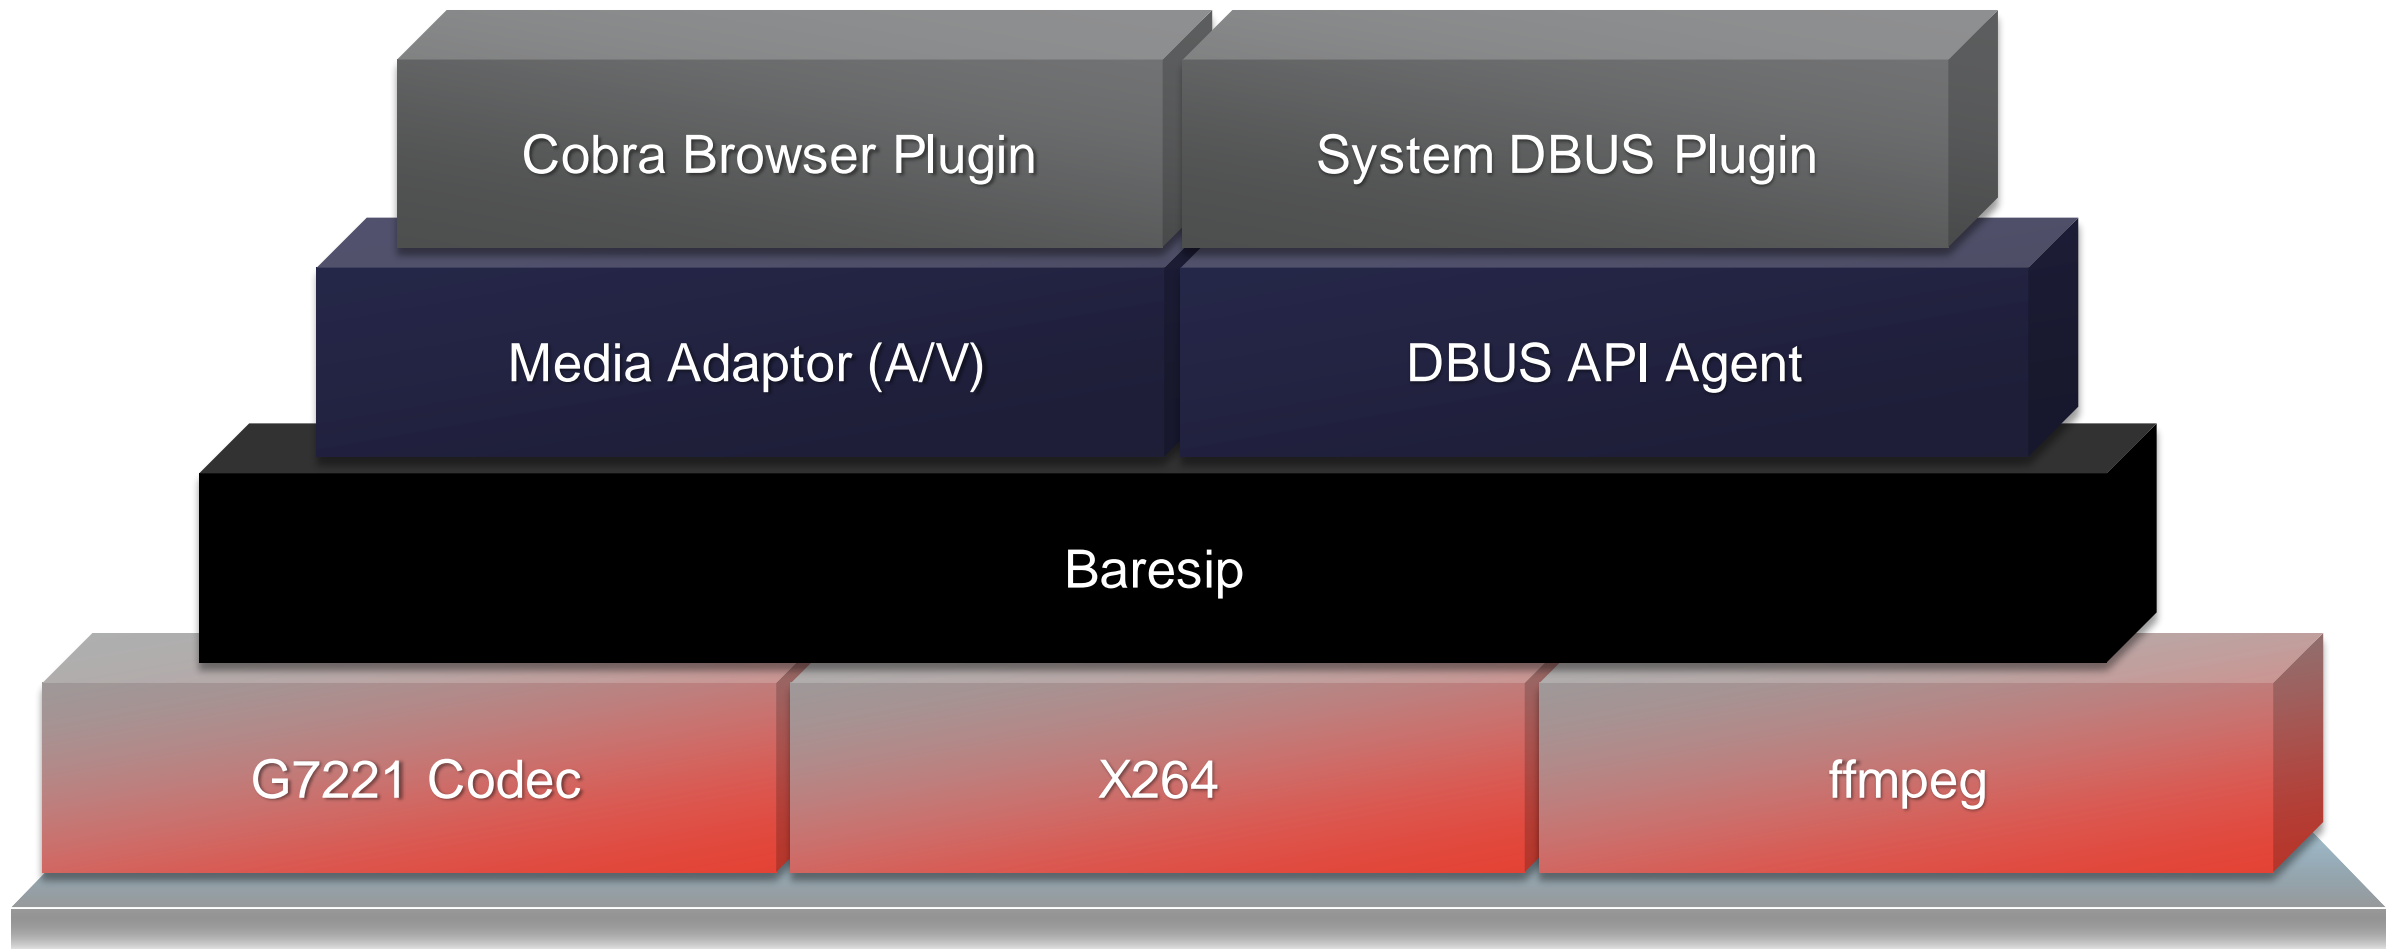 Cobra Browser Plugin
System DBUS Plugin
Media Adaptor (A/V)
DBUS API Agent
Baresip
G7221 Codec
X264
ffmpeg